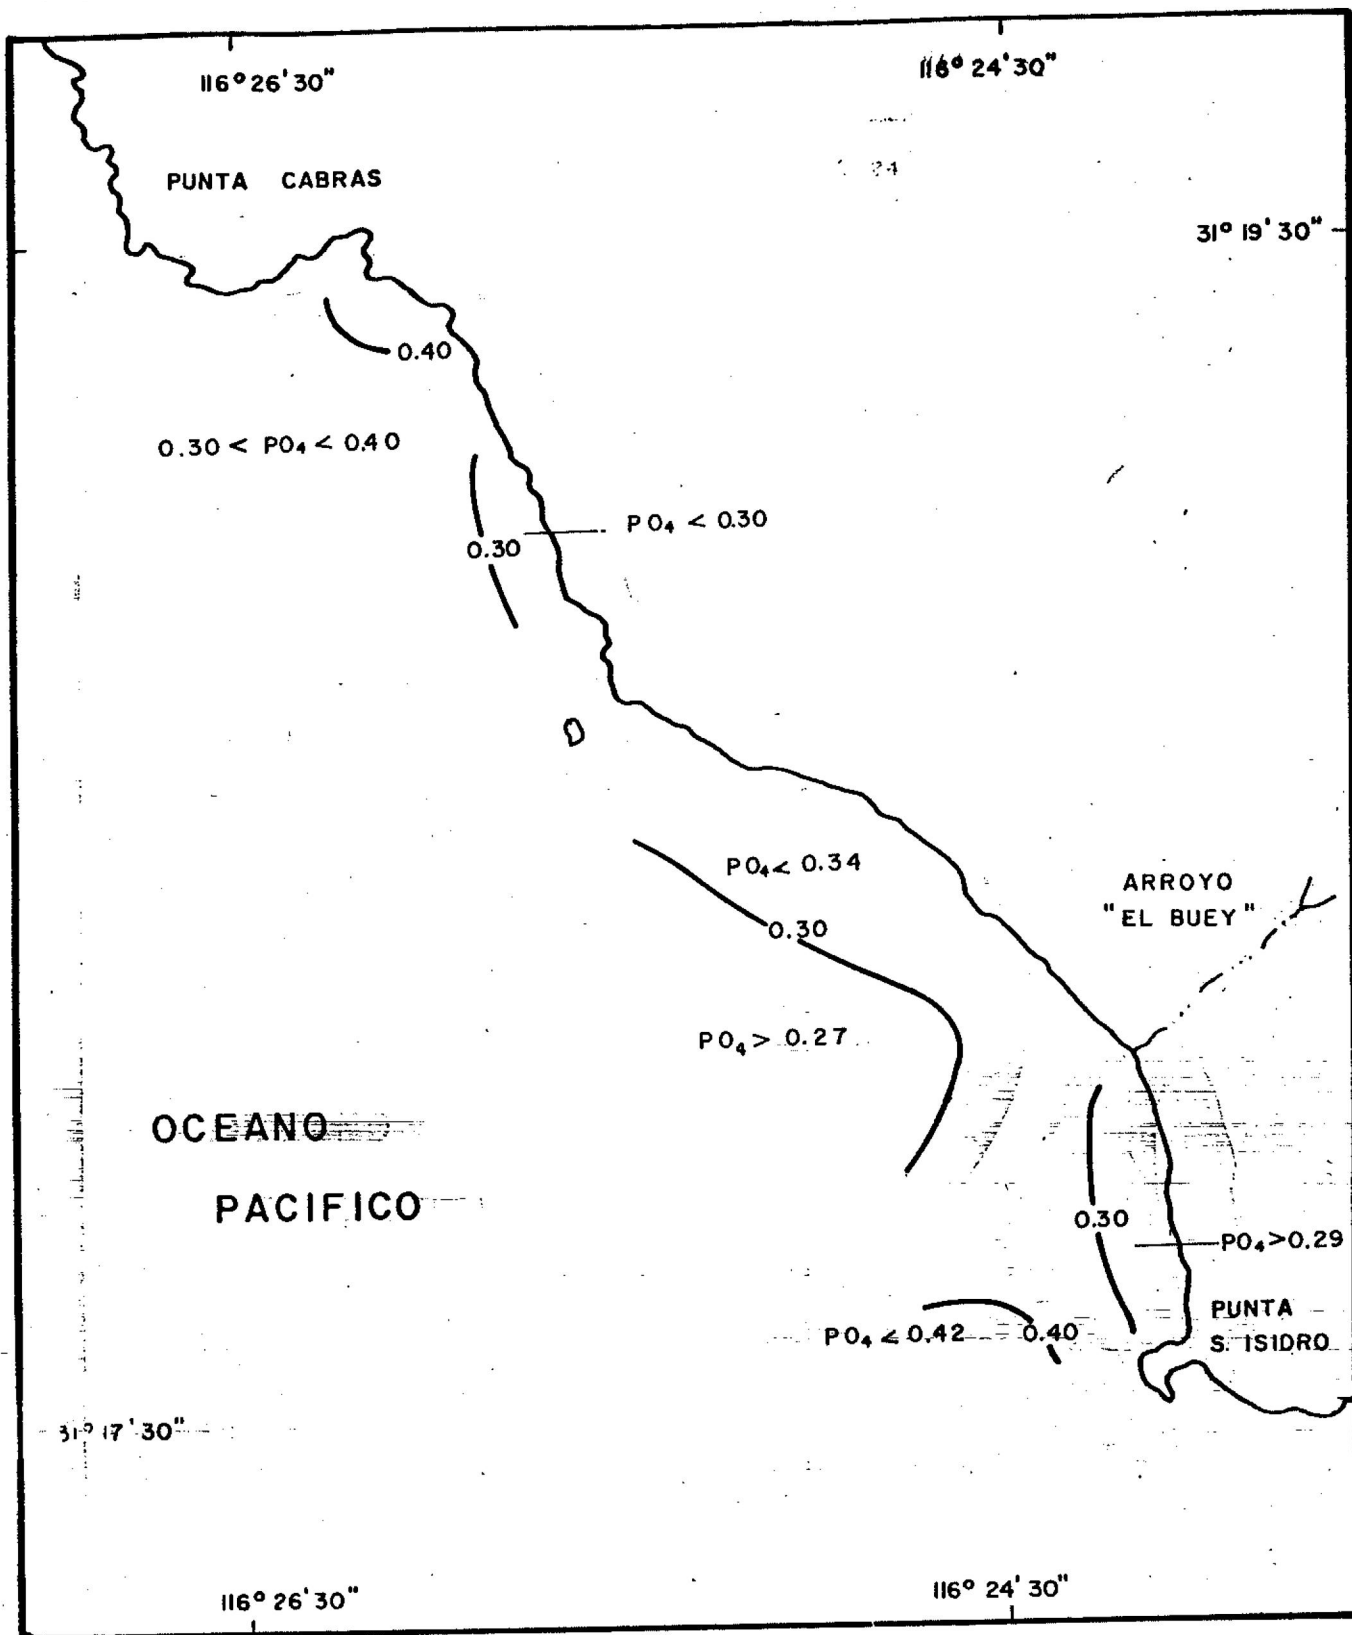 116° 26' 30"
116° 24' 30"
PUNTA CABRAS
31° 19' 30"
0.40
0.30 < PO₄ < 0.40
PO₄ < 0.30
0.30
PO₄ < 0.34
ARROYO
"EL BUEY"
0.30
PO₄ > 0.27
OCEANO
PACIFICO
0.30
PO₄ > 0.29
PUNTA
S. ISIDRO
PO₄ < 0.42
0.40
31° 17' 30"
116° 26' 30"
116° 24' 30"